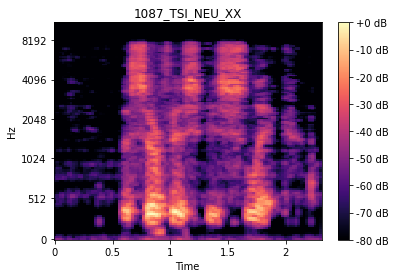 1087_TSI_NEU_XX
8192
4096
2048
1024
512
0
Hz
0 0.5 1 1.5 2
Time
+0 dB
-10 dB
-20 dB
-30 dB
-40 dB
-50 dB
-60 dB
-70 dB
-80 dB